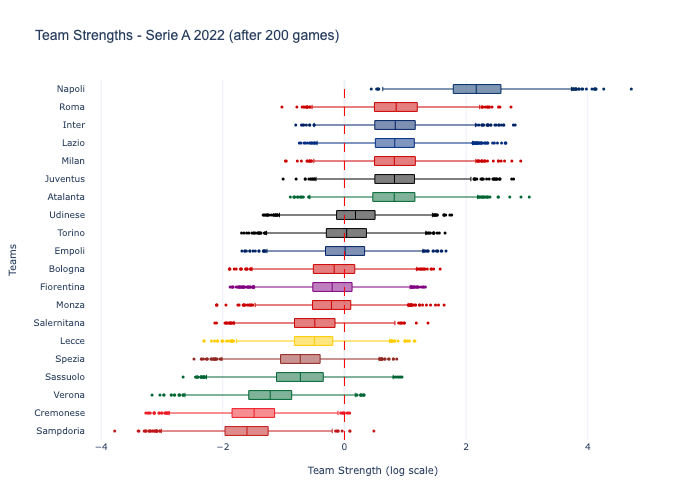 Team Strengths - Serie A 2022 (after 200 games)
Napoli
Roma
Inter
Lazio
Milan
Juventus
Atalanta
Udinese
Torino
Empoli
Bologna
Fiorentina
Monza
Salernitana
Lecce
Spezia
Sassuolo
Verona
Cremonese
Sampdoria
Teams
−4
−2
0
2
4
Team Strength (log scale)